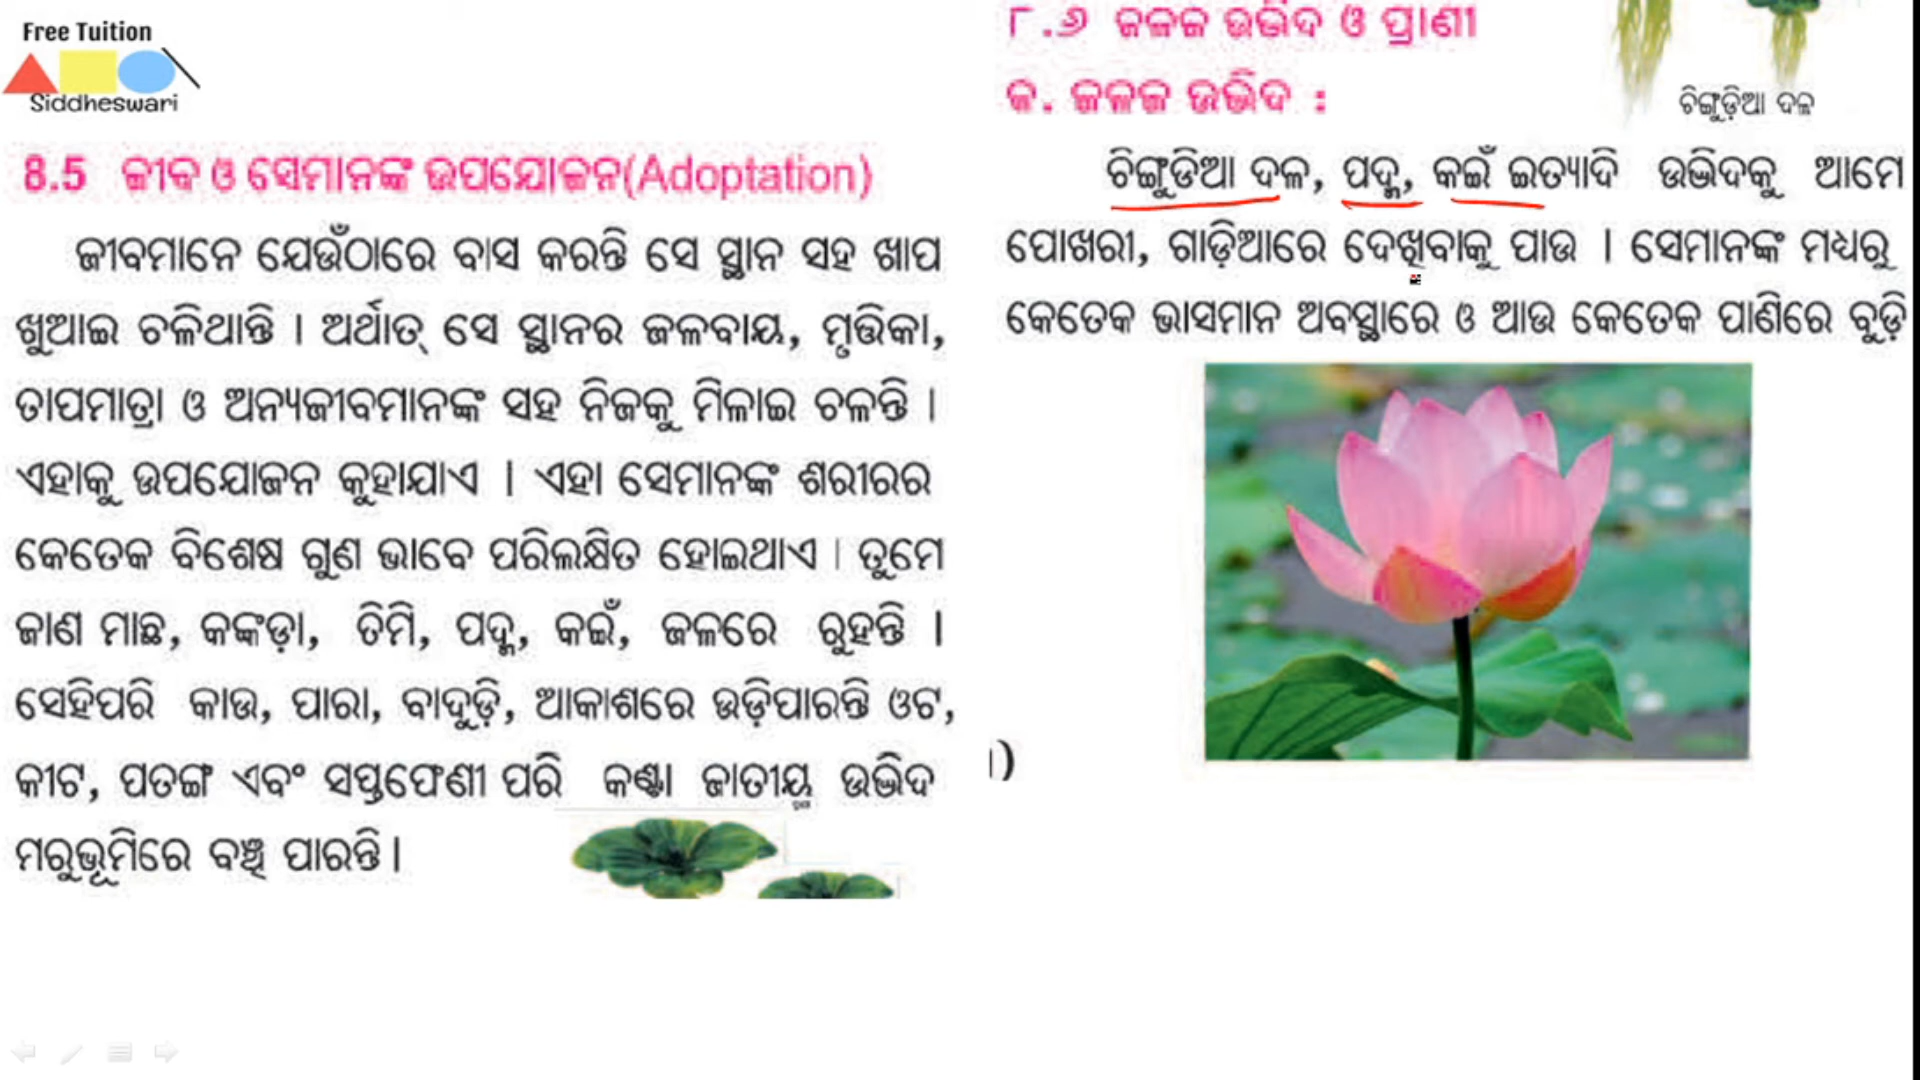 Free Tuition
Siddheswari
8.5 ଜୀବ ଓ ସେମାନଙ୍କ ଉପଯୋଜନ(Adoptation)
ଜୀବମାନେ ଯେଉଁଠାରେ ବାସ କରନ୍ତି ସେ ସ୍ଥାନ ସହ ଖାପ
ଖୁଆଇ ଚଳିଥାନ୍ତି । ଅର୍ଥାତ୍ ସେ ସ୍ଥାନର ଜଳବାୟୁ, ମୃତ୍ତିକା,
ତାପମାତ୍ରା ଓ ଅନ୍ୟଜୀବମାନଙ୍କ ସହ ନିଜକୁ ମିଳାଇ ଚଳନ୍ତି ।
ଏହାକୁ ଉପଯୋଜନ କୁହାଯାଏ । ଏହା ସେମାନଙ୍କ ଶରୀରର
କେତେକ ବିଶେଷ ଗୁଣ ଭାବେ ପରିଲକ୍ଷିତ ହୋଇଥାଏ । ତୁମେ
ଜାଣ ମାଛ, କଙ୍କଡ଼ା, ତିମି, ପଦ୍ମ, କଇଁ, ଜଳରେ ରୁହନ୍ତି ।
ସେହିପରି କାଉ, ପାରା, ବାଦୁଡ଼ି, ଆକାଶରେ ଉଡ଼ିପାରନ୍ତି ଓଟ,
କୀଟ, ପତଙ୍ଗ ଏବଂ ସପ୍ତଫେଣୀ ପରି କଣ୍ଟା ଜାତୀୟ ଉଦ୍ଭିଦ
ମରୁଭୂମିରେ ବଞ୍ଚି ପାରନ୍ତି ।
୮.୬ ଜଳଜ ଉଦ୍ଭିଦ ଓ ପ୍ରାଣୀ
କ. ଜଳଜ ଉଦ୍ଭିଦ :
ଚିଙ୍ଗୁଡ଼ିଆ ଦଳ
ଚିଙ୍ଗୁଡିଆ ଦଳ, ପଦ୍ମ, କଇଁ ଇତ୍ୟାଦି ଉଦ୍ଭିଦକୁ ଆମେ
ପୋଖରୀ, ଗାଡ଼ିଆରେ ଦେଖିବାକୁ ପାଉ । ସେମାନଙ୍କ ମଧ୍ୟରୁ
କେତେକ ଭାସମାନ ଅବସ୍ଥାରେ ଓ ଆଉ କେତେକ ପାଣିରେ ବୁଡ଼ି